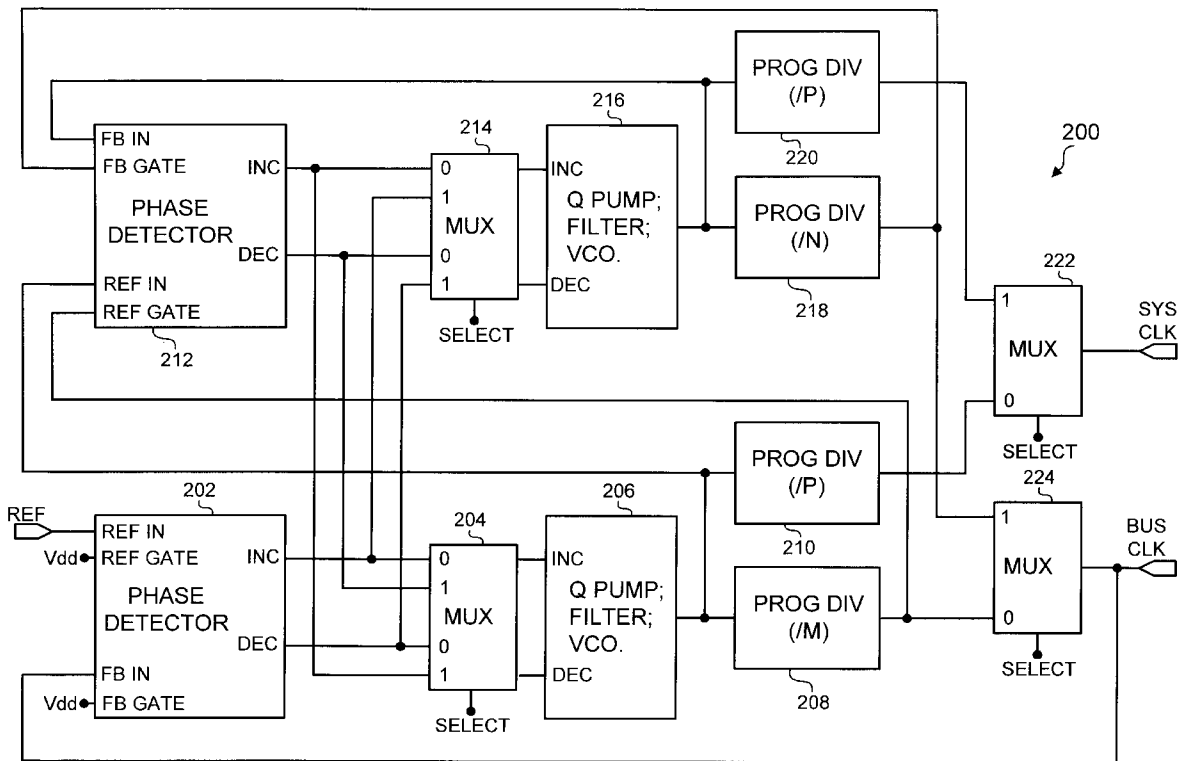 PROG DIV
(/P)
220
200
216
214
FB IN
FB GATE
INC
PHASE
DETECTOR
DEC
REF IN
REF GATE
212
0
1
MUX
0
1
SELECT
INC
Q PUMP;
FILTER;
VCO.
DEC
PROG DIV
(/N)
218
222
1
MUX
0
SELECT
SYS
CLK
PROG DIV
(/P)
210
202
REF
REF IN
Vdd
REF GATE
INC
PHASE
DETECTOR
DEC
FB IN
Vdd
FB GATE
204
0
1
MUX
0
1
SELECT
206
INC
Q PUMP;
FILTER;
VCO.
DEC
PROG DIV
(/M)
208
224
1
MUX
0
SELECT
BUS
CLK